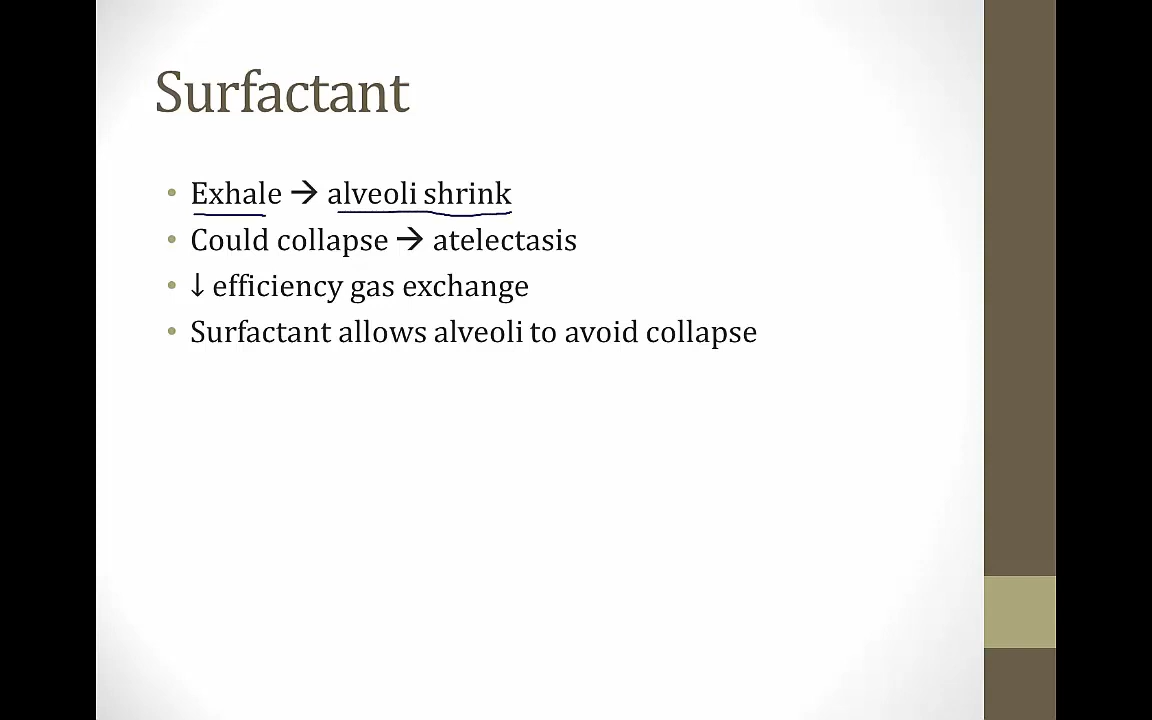 Surfactant
• Exhale → alveoli shrink
• Could collapse → atelectasis
• ↓ efficiency gas exchange
• Surfactant allows alveoli to avoid collapse